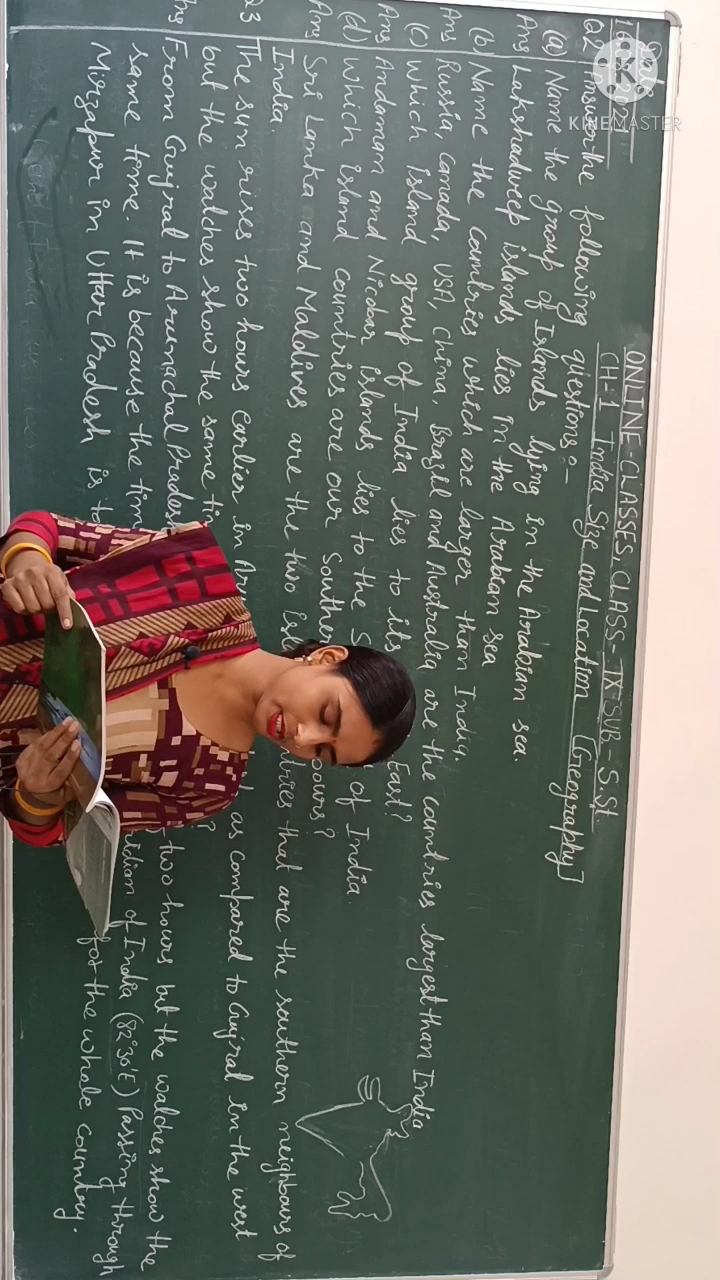 ONLINE CLASSES CLASS- IX SUB - S.St
CH-1 India Size and Location [Geography]
KINEMASTER
Q2 the following questions:-
(a) Name the group of Islands lying in the Arabian sea.
Ans Lakshadweep islands lies in the Arabian sea
(b) Name the countries which are larger than India.
Ans Russia, Canada, USA, China, Brazil and Australia are the countries largest than India
(c) Which island group of India lies to its East?
Ans Andaman and Nicobar islands lies to the of India.
(d) Which island countries are our Souther bours?
Ans Sri Lanka and Maldives are the two isl tries that are the southern neighbours of
India.
Q3 The sun rises two hours earlier in Aru as compared to Gujrat in the west
but the watches show the same ti ?
Ans From Gujrat to Arunachal Prades two hours but the watches show the
same time. It is because the tim idian of India (82°30'E) Passing through
Mirzapur in Uttar Pradesh is t for the whole country.